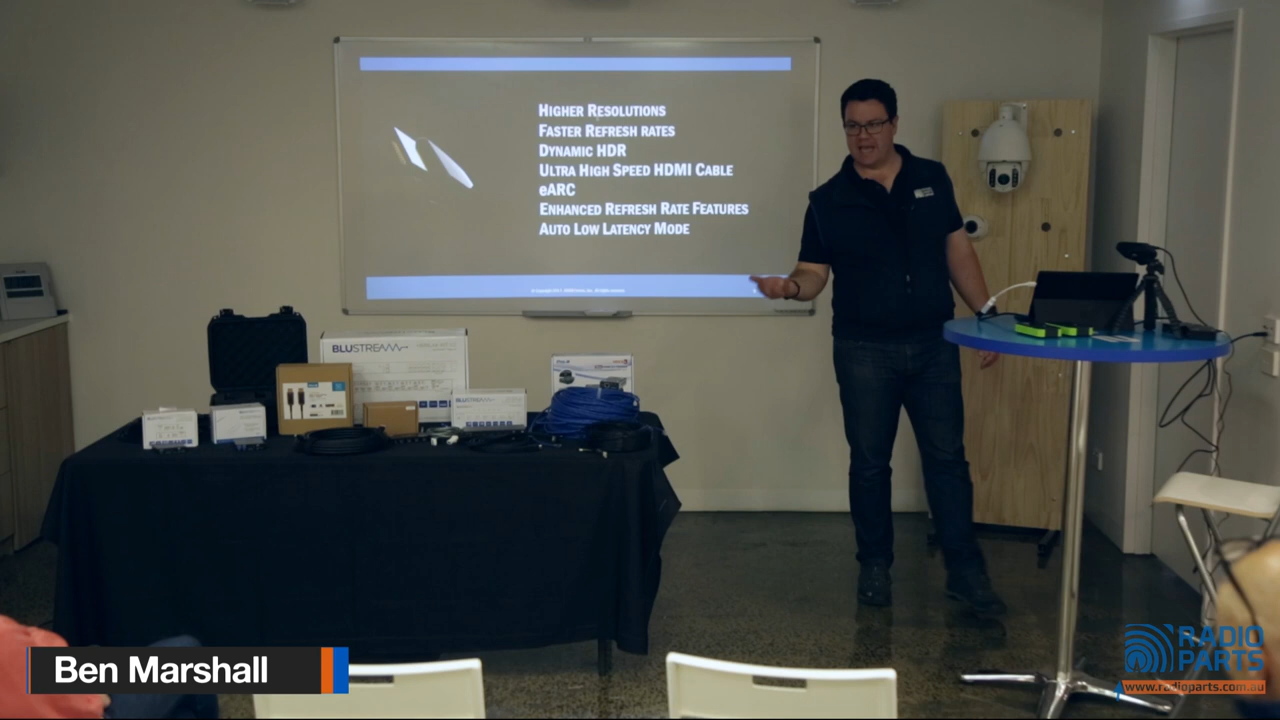 HIGHER RESOLUTIONS
FASTER REFRESH RATES
DYNAMIC HDR
ULTRA HIGH SPEED HDMI CABLE
eARC
ENHANCED REFRESH RATE FEATURES
AUTO LOW LATENCY MODE
BLUSTREAM
BLUSTREAM
Ben Marshall
RADIO
PARTS
www.radioparts.com.au